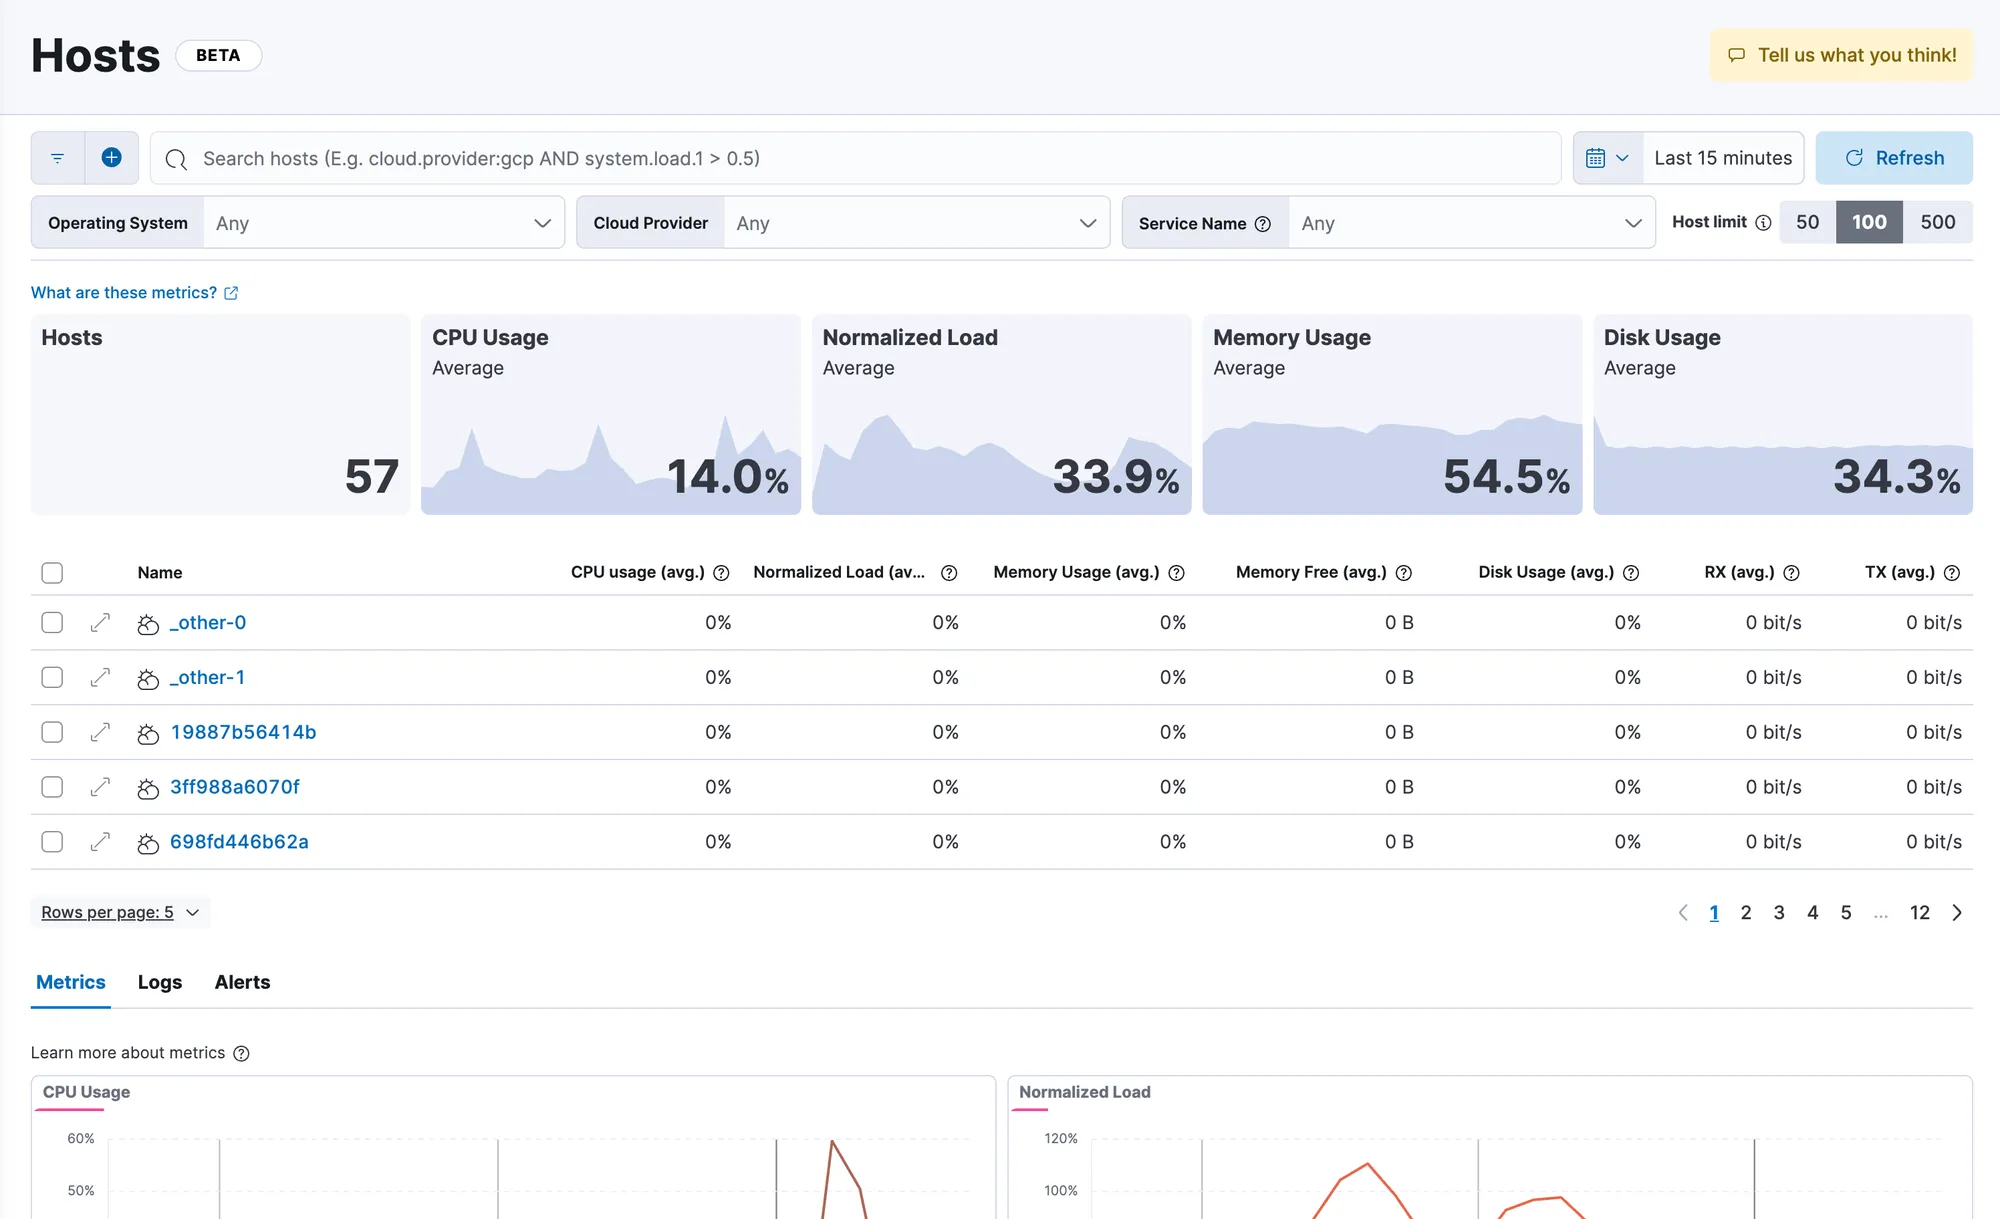 Hosts BETA
Tell us what you think!
Search hosts (E.g. cloud.provider:gcp AND system.load.1 > 0.5)
Last 15 minutes
Refresh
Operating System Any
Cloud Provider Any
Service Name Any
Host limit 50 100 500
What are these metrics?
Hosts
57
CPU Usage
Average
14.0%
Normalized Load
Average
33.9%
Memory Usage
Average
54.5%
Disk Usage
Average
34.3%
Name CPU usage (avg.) Normalized Load (av... Memory Usage (avg.) Memory Free (avg.) Disk Usage (avg.) RX (avg.) TX (avg.)
_other-0 0% 0% 0% 0 B 0% 0 bit/s 0 bit/s
_other-1 0% 0% 0% 0 B 0% 0 bit/s 0 bit/s
19887b56414b 0% 0% 0% 0 B 0% 0 bit/s 0 bit/s
3ff988a6070f 0% 0% 0% 0 B 0% 0 bit/s 0 bit/s
698fd446b62a 0% 0% 0% 0 B 0% 0 bit/s 0 bit/s
Rows per page: 5
1 2 3 4 5 ... 12
Metrics Logs Alerts
Learn more about metrics
CPU Usage
60%
50%
Normalized Load
120%
100%